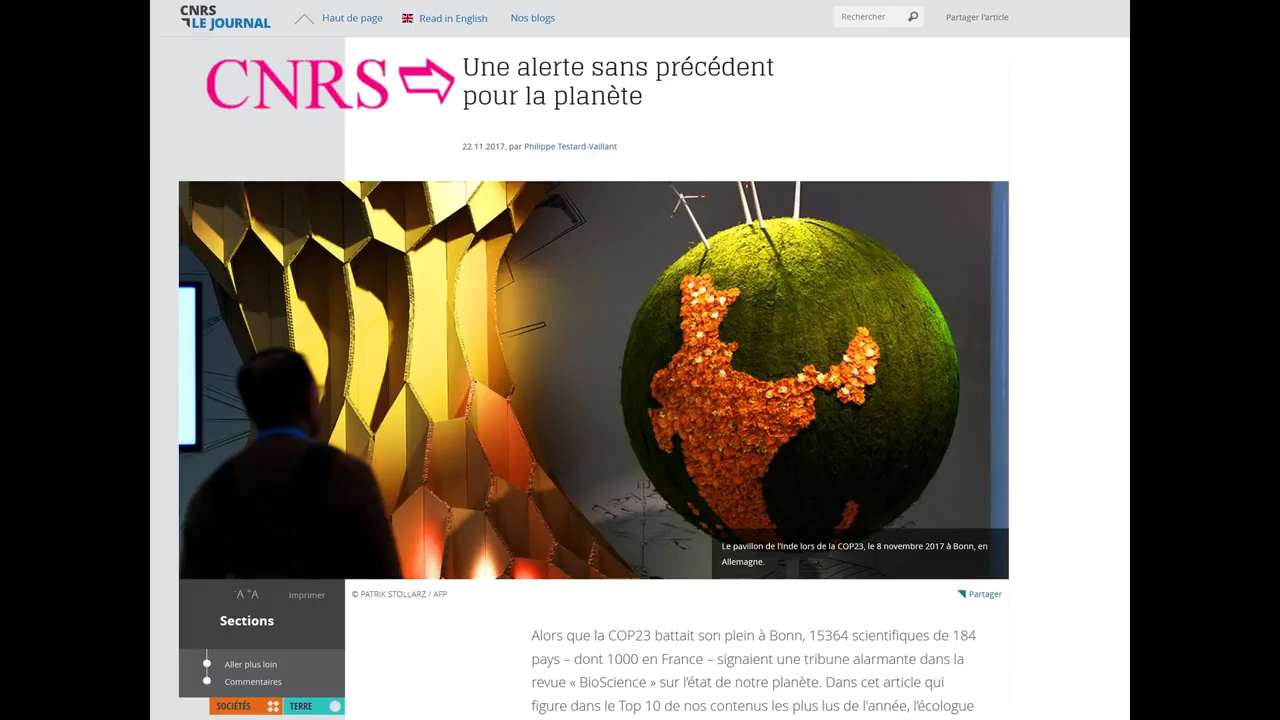 CNRS
LE JOURNAL
Haut de page
Read in English
Nos blogs
Rechercher
Partager l'article
CNRS
Une alerte sans précédent
pour la planète
22.11.2017, par Philippe Testard-Vaillant
Le pavillon de l'Inde lors de la COP23, le 8 novembre 2017 à Bonn, en
Allemagne.
-A +A
Imprimer
© PATRIK STOLLARZ / AFP
Partager
Sections
Aller plus loin
Commentaires
SOCIÉTÉS
TERRE
Alors que la COP23 battait son plein à Bonn, 15364 scientifiques de 184
pays – dont 1000 en France – signaient une tribune alarmante dans la
revue « BioScience » sur l'état de notre planète. Dans cet article qui
figure dans le Top 10 de nos contenus les plus lus de l'année, l'écologue